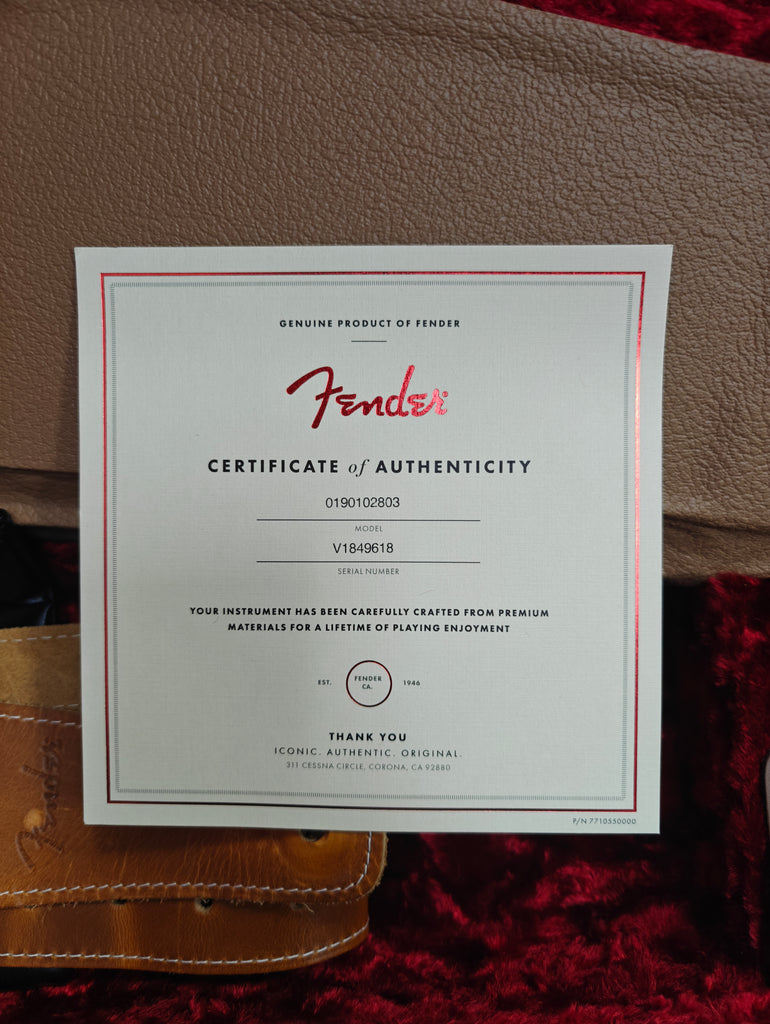 GENUINE PRODUCT OF FENDER
Fender®
CERTIFICATE of AUTHENTICITY
0190102803
MODEL
V1849618
SERIAL NUMBER
YOUR INSTRUMENT HAS BEEN CAREFULLY CRAFTED FROM PREMIUM
MATERIALS FOR A LIFETIME OF PLAYING ENJOYMENT
EST. FENDER CA. 1946
THANK YOU
ICONIC. AUTHENTIC. ORIGINAL.
311 CESSNA CIRCLE, CORONA, CA 92880
P/N 7710550000
Fender